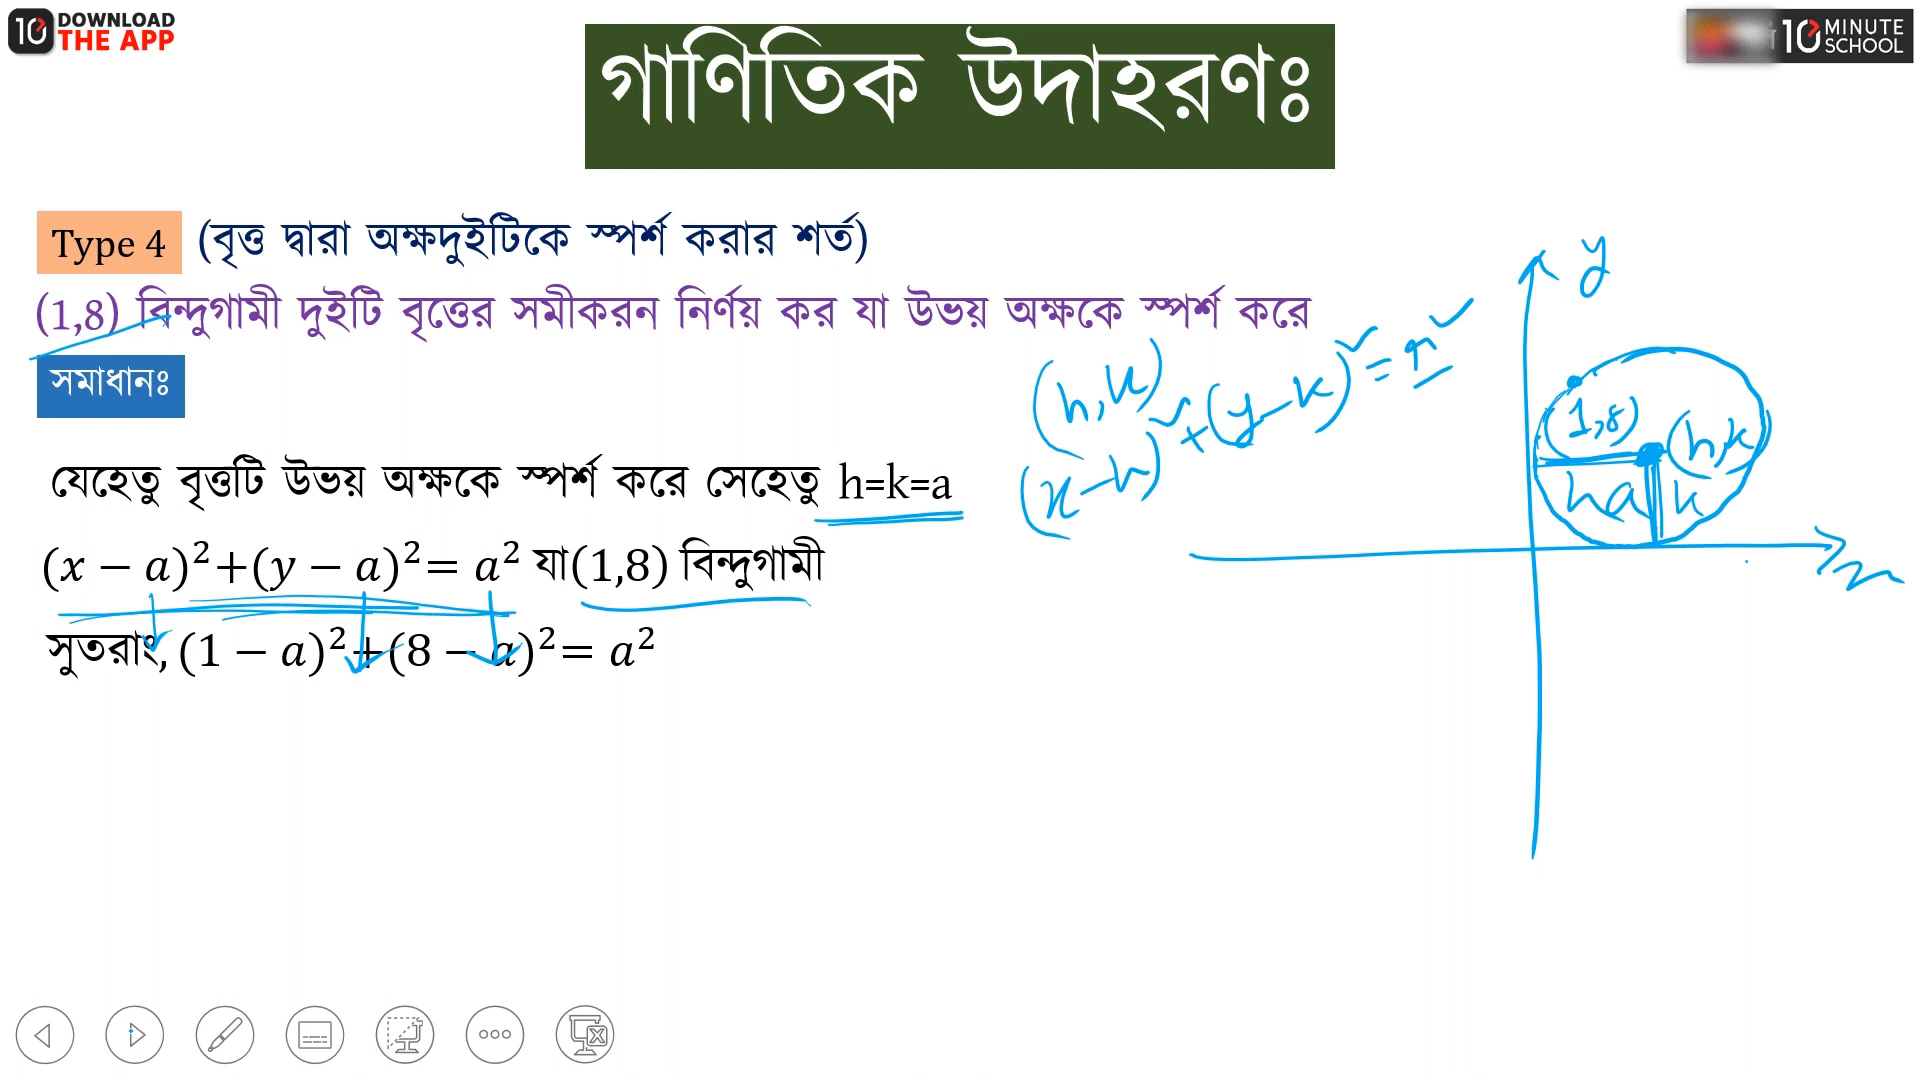 10 DOWNLOAD THE APP
10 MINUTE SCHOOL
গাণিতিক উদাহরণঃ
Type 4 (বৃত্ত দ্বারা অক্ষদুইটিকে স্পর্শ করার শর্ত)
(1,8) বিন্দুগামী দুইটি বৃত্তের সমীকরন নির্ণয় কর যা উভয় অক্ষকে স্পর্শ করে
সমাধানঃ
যেহেতু বৃত্তটি উভয় অক্ষকে স্পর্শ করে সেহেতু h=k=a
(x − a)²+(y − a)²= a² যা(1,8) বিন্দুগামী
সুতরাং, (1 − a)²+(8 − a)²= a²
(h,k)
(x-h)²+(y-k)²=r²
y
(1,8)
(h,k)
h a k
x